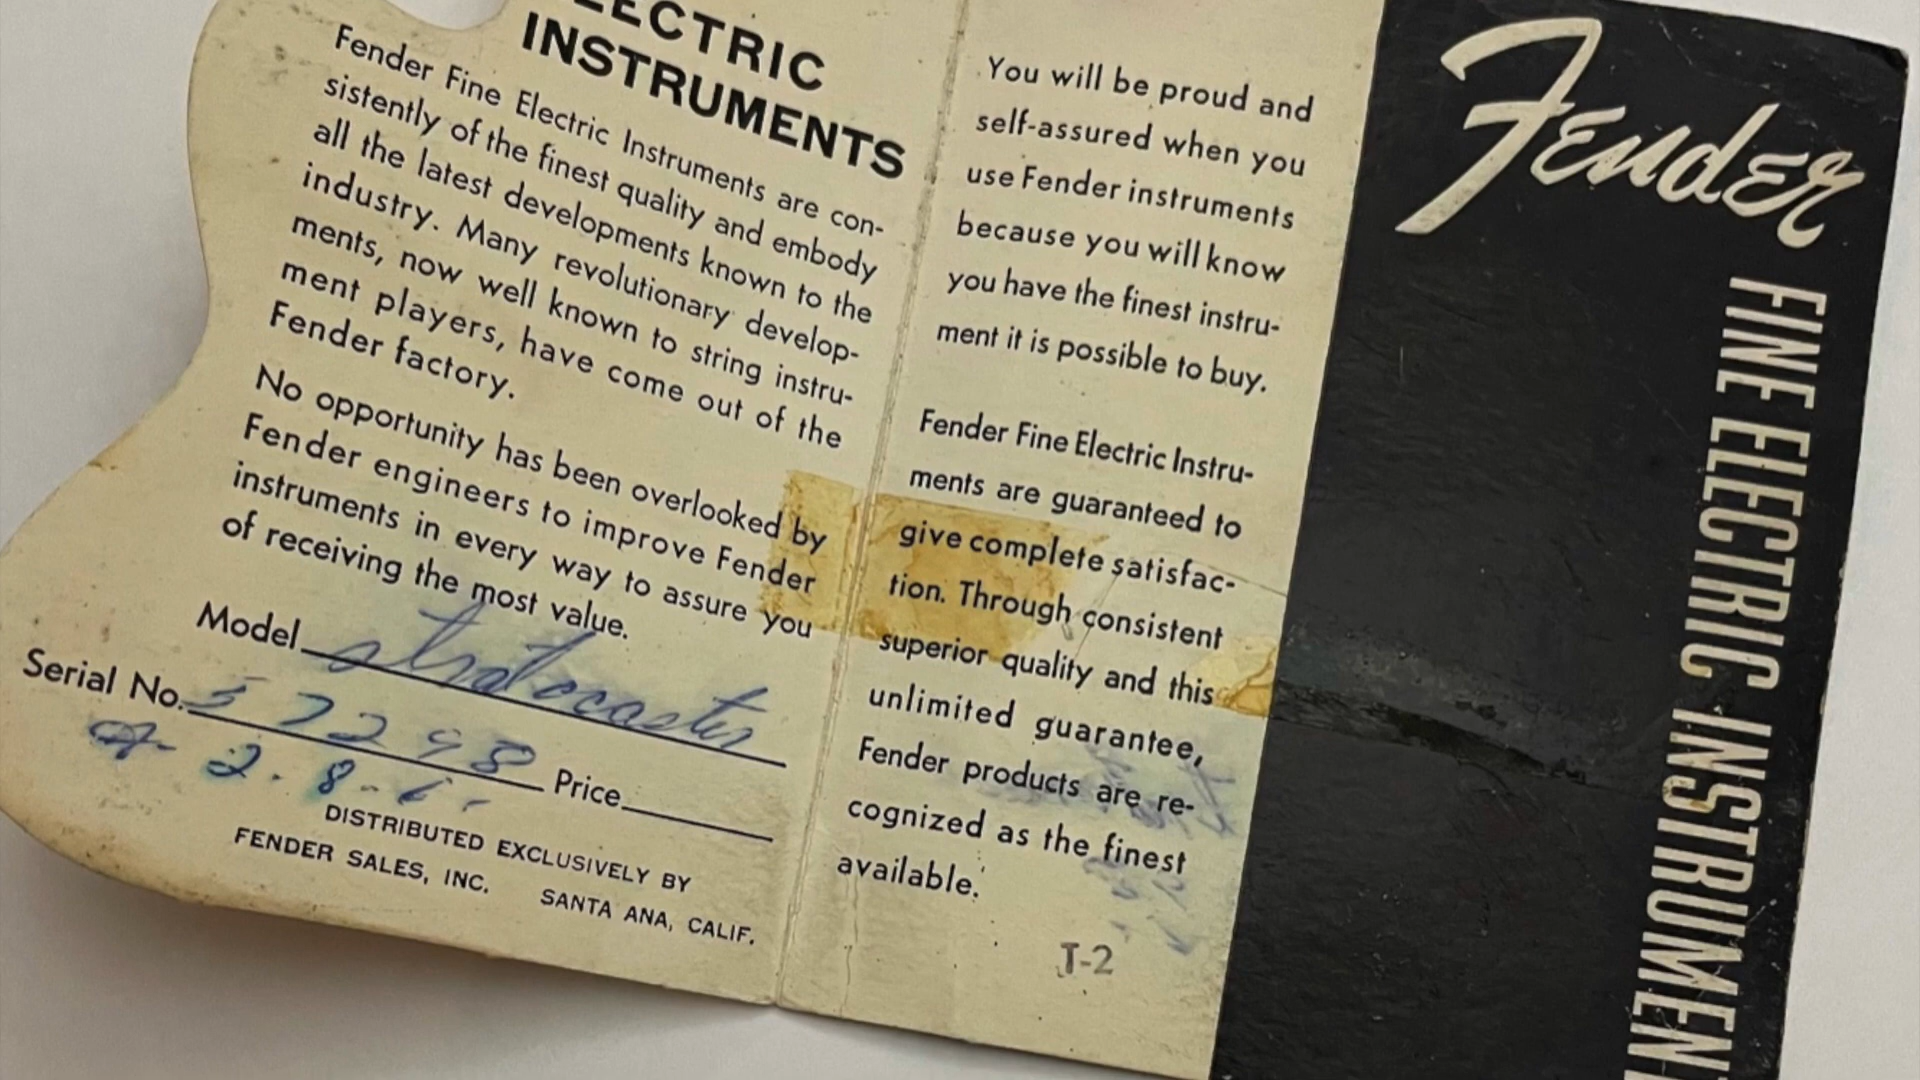 ELECTRIC
INSTRUMENTS
Fender Fine Electric Instruments are con-
sistently of the finest quality and embody
all the latest developments known to the
industry. Many revolutionary develop-
ments, now well known to string instru-
ment players, have come out of the
Fender factory.
No opportunity has been overlooked by
Fender engineers to improve Fender
instruments in every way to assure you
of receiving the most value.
Model stratocaster
Serial No. 57298 Price
2.8.
DISTRIBUTED EXCLUSIVELY BY
FENDER SALES, INC. SANTA ANA, CALIF.
You will be proud and
self-assured when you
use Fender instruments
because you will know
you have the finest instru-
ment it is possible to buy.
Fender Fine Electric Instru-
ments are guaranteed to
give complete satisfac-
tion. Through consistent
superior quality and this
unlimited guarantee,
Fender products are re-
cognized as the finest
available.
T-2
Fender
FINE ELECTRIC INSTRUMEN